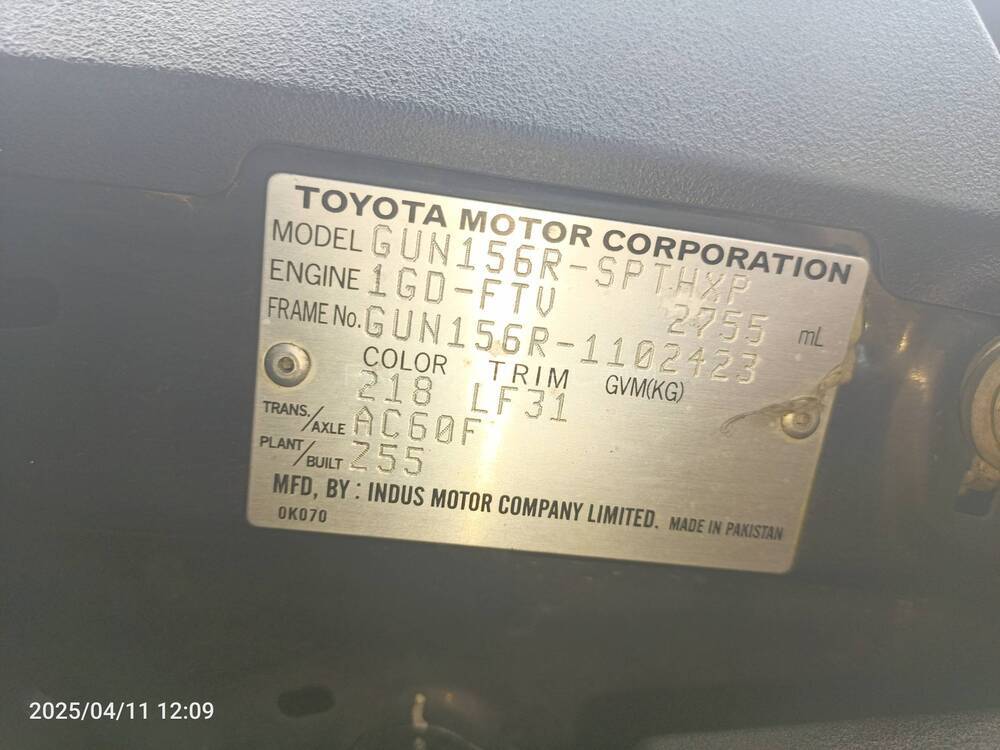 TOYOTA MOTOR CORPORATION
MODEL GUN156R-SPTHXP
ENGINE 1GD-FTV 2755 mL
FRAME No. GUN156R-1102423
COLOR TRIM GVM(KG)
218 LF31
TRANS./AXLE AC60F
PLANT/BUILT Z55
MFD, BY : INDUS MOTOR COMPANY LIMITED. MADE IN PAKISTAN
0K070
2025/04/11 12:09